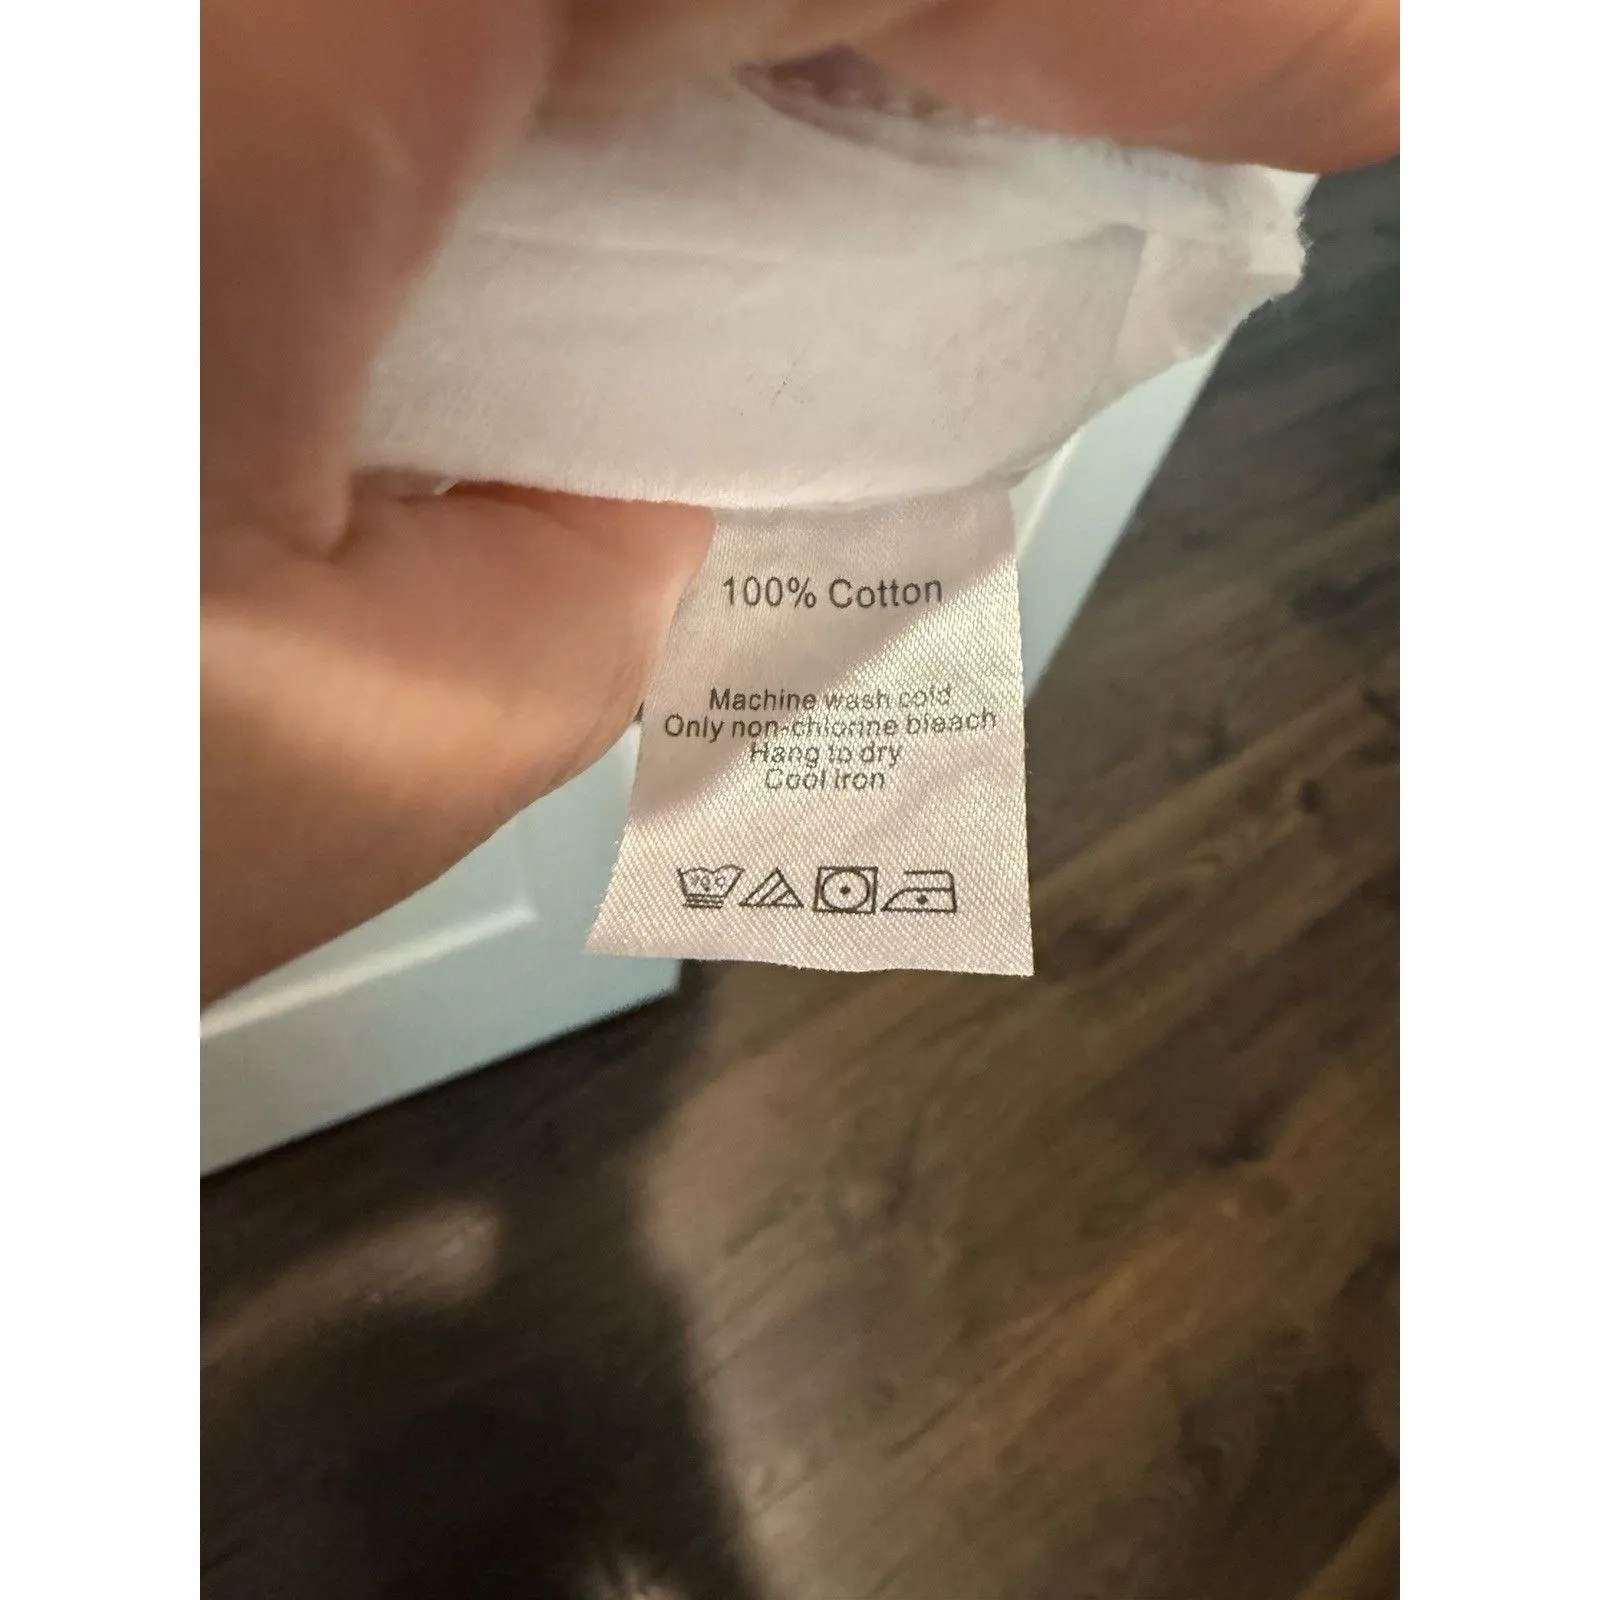 100% Cotton
Machine wash cold
Only non-chlorine bleach
Hang to dry
Cool iron